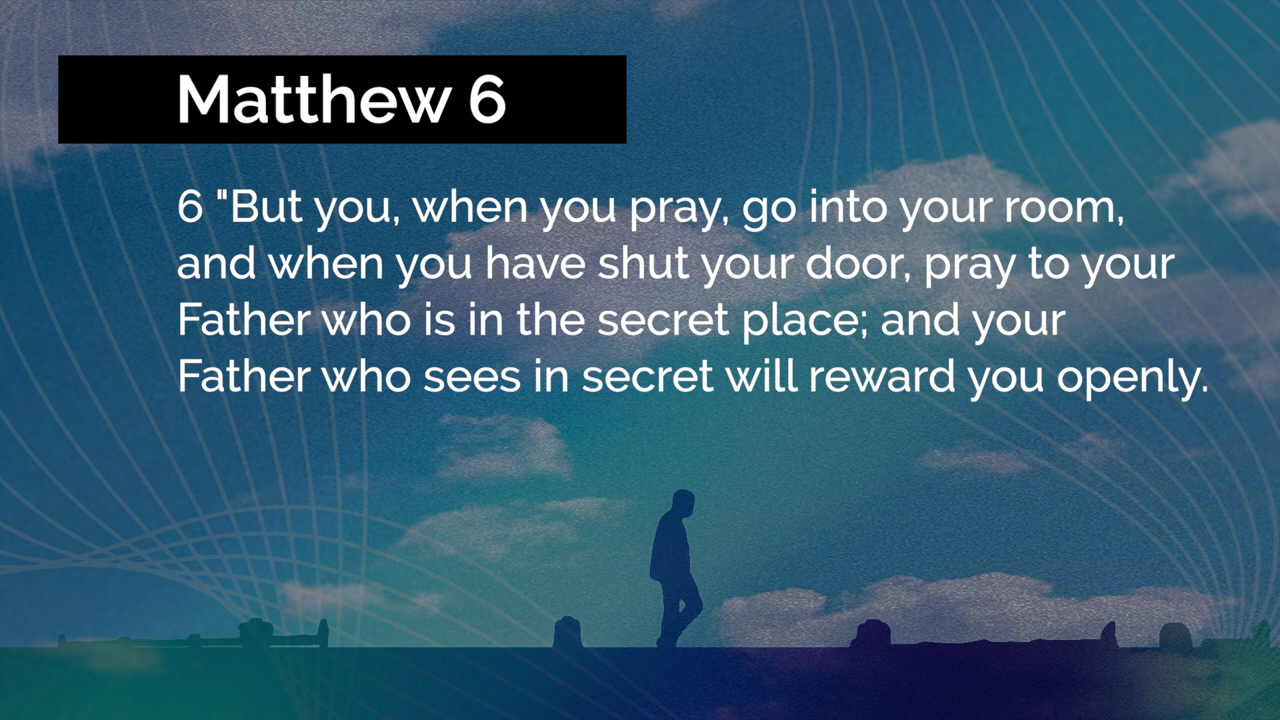 Matthew 6
6 "But you, when you pray, go into your room,
and when you have shut your door, pray to your
Father who is in the secret place; and your
Father who sees in secret will reward you openly.